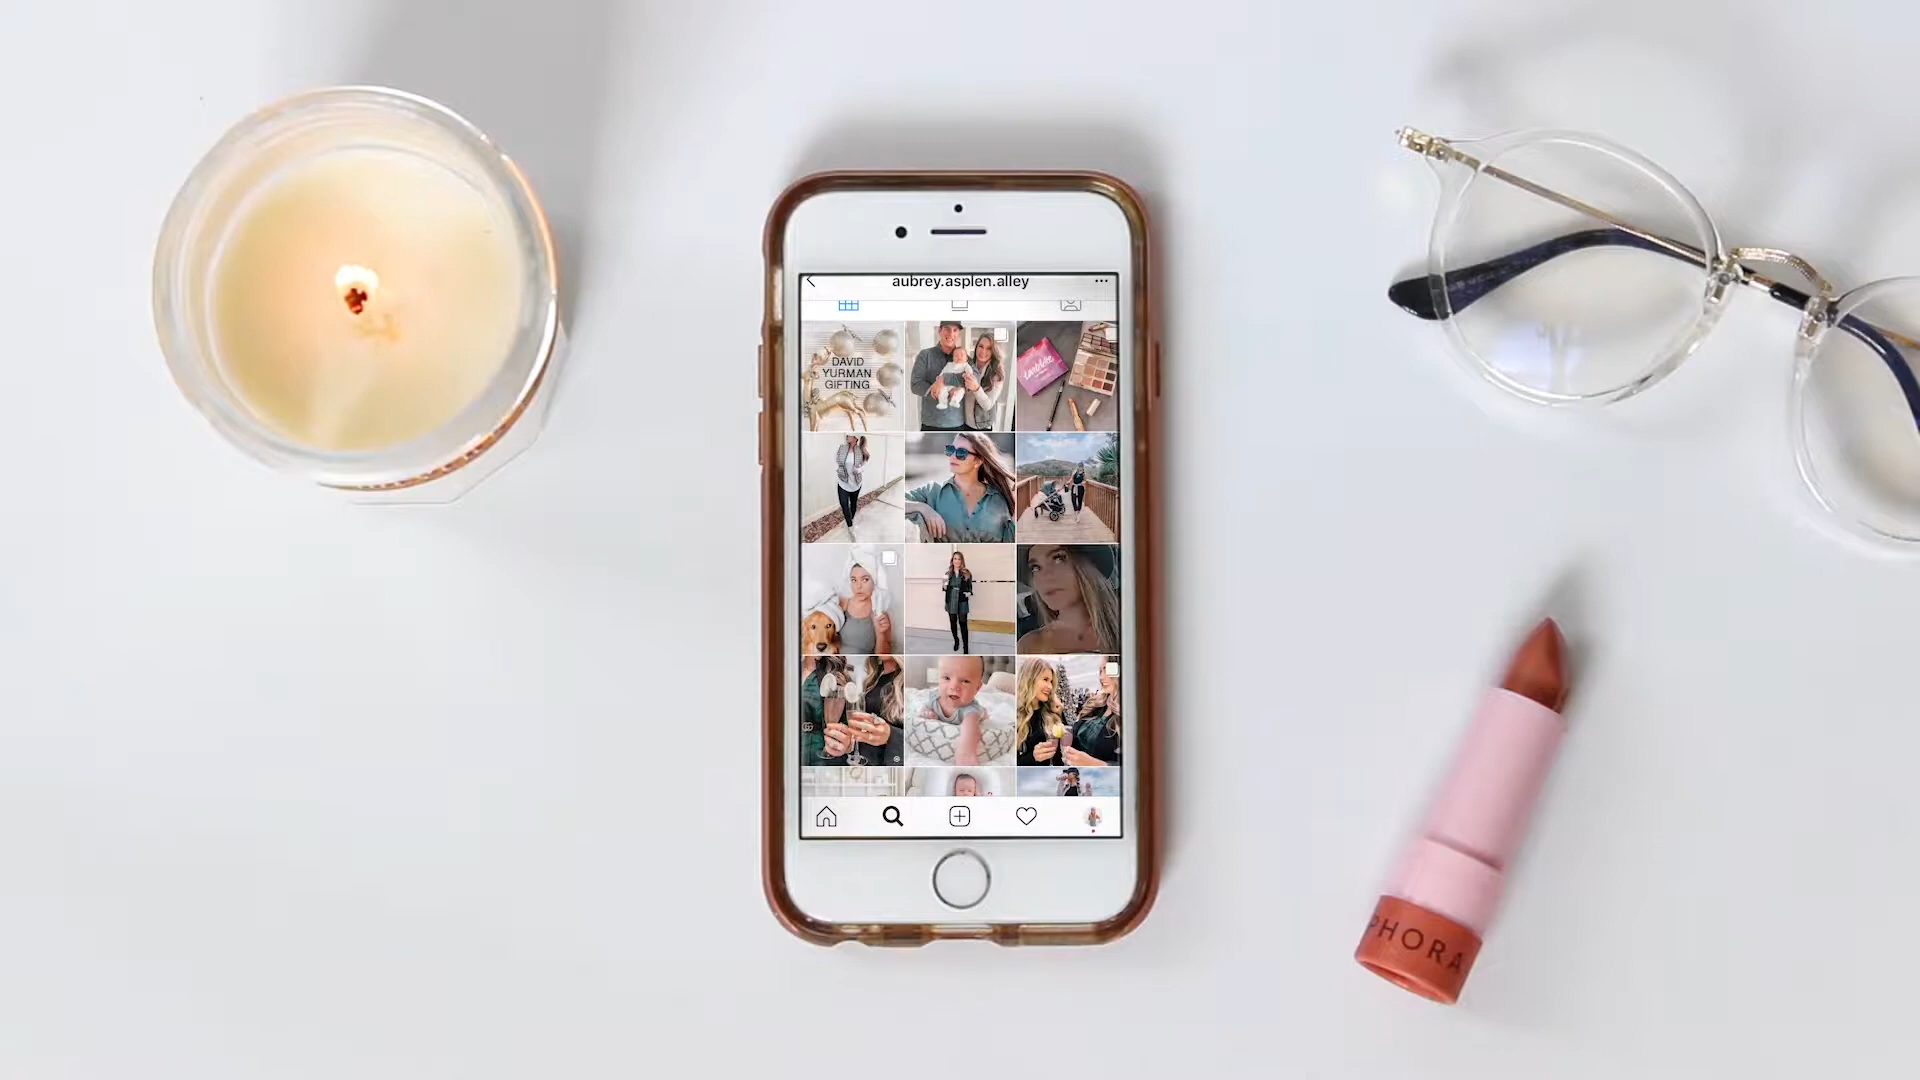 aubrey.asplen.alley
DAVID
YURMAN
GIFTING
PHORA